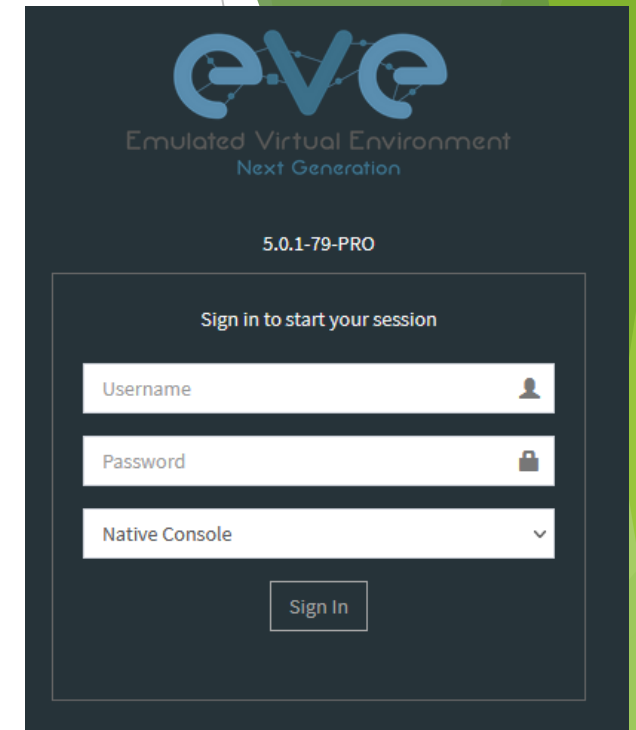 eve
Emulated Virtual Environment
Next Generation
5.0.1-79-PRO
Sign in to start your session
Username
Password
Native Console
Sign In